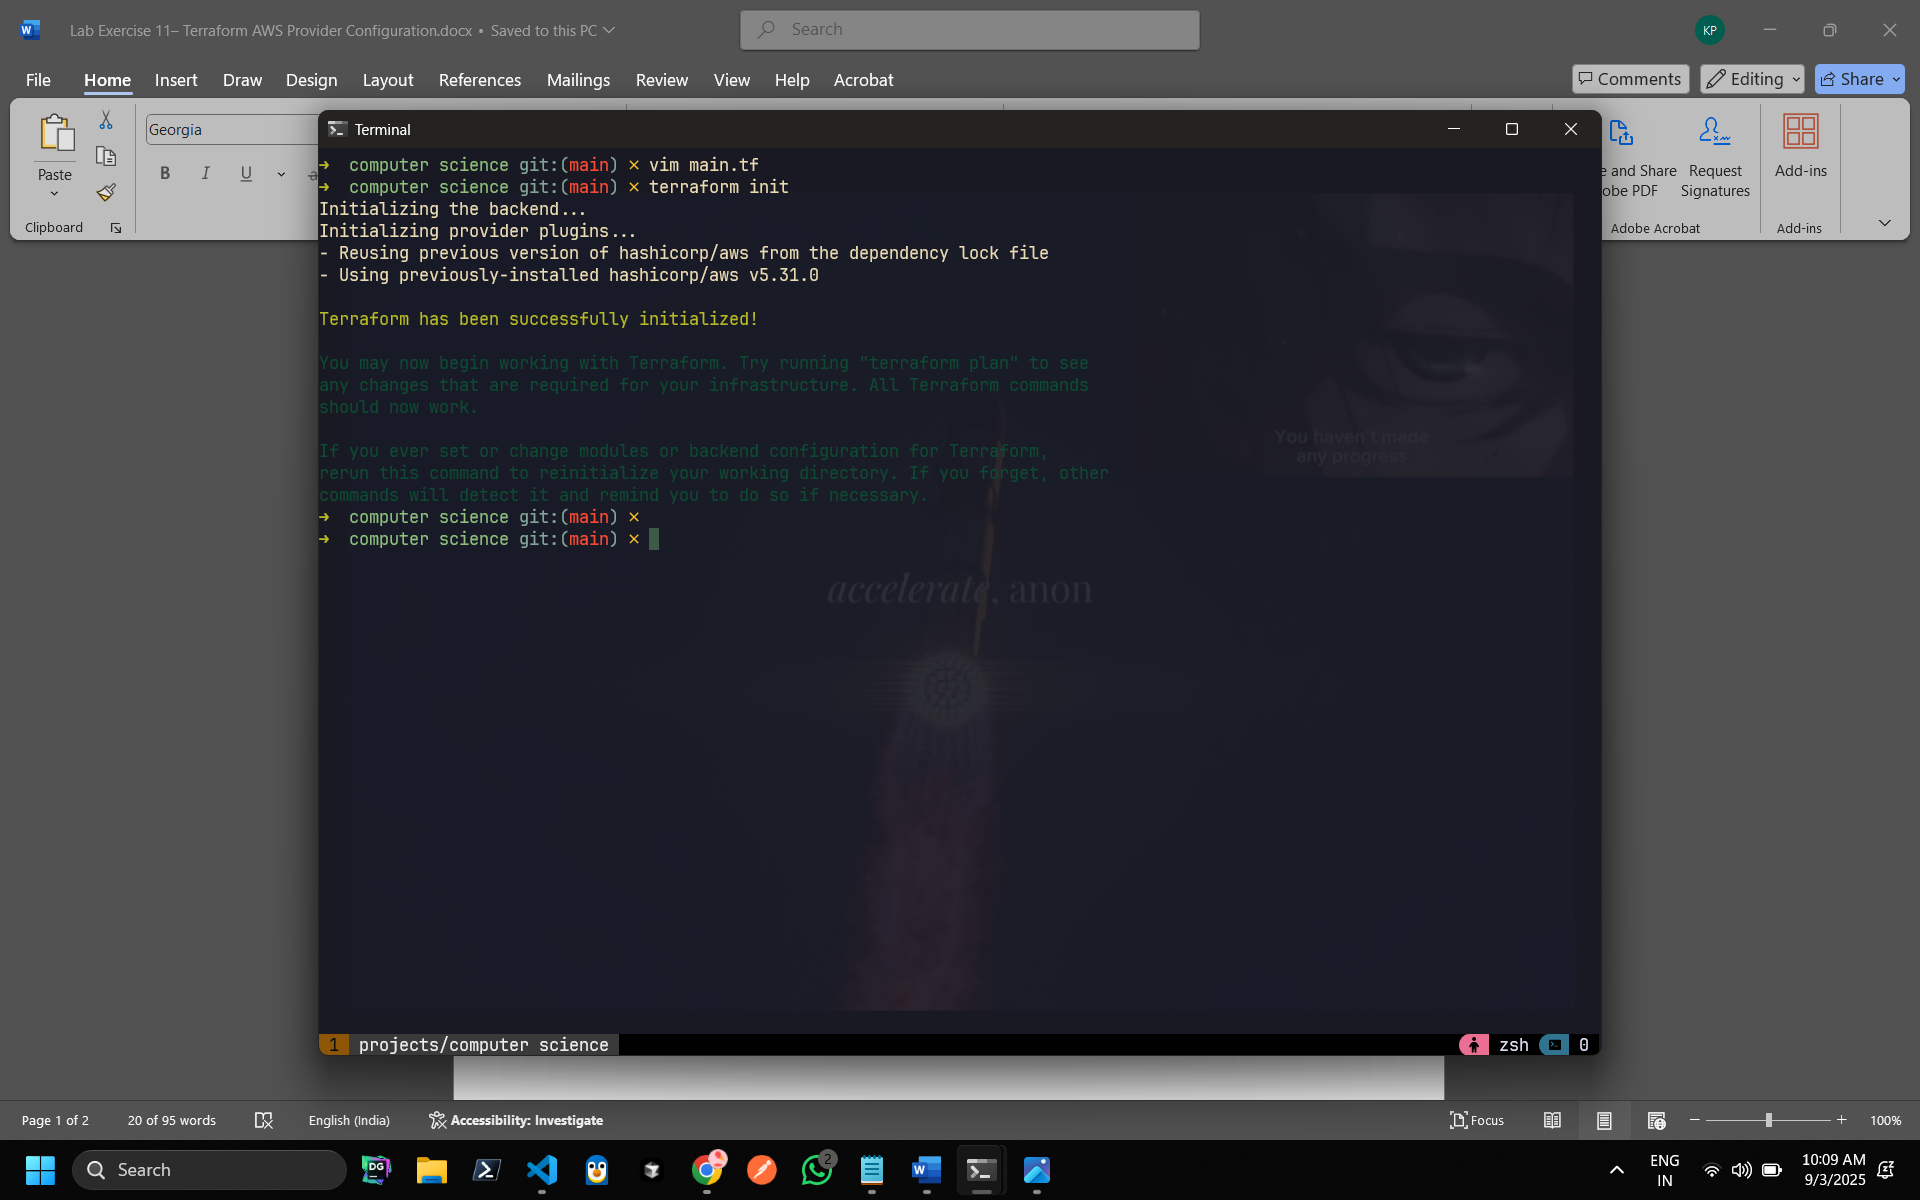 Lab Exercise 11– Terraform AWS Provider Configuration.docx • Saved to this PC
Search
KP
File Home Insert Draw Design Layout References Mailings Review View Help Acrobat
Comments Editing Share
Paste
Clipboard
Georgia
B I U
e and Share
obe PDF
Adobe Acrobat
Request
Signatures
Add-ins
Add-ins
Terminal
➜ computer science git:(main) × vim main.tf
➜ computer science git:(main) × terraform init
Initializing the backend...
Initializing provider plugins...
- Reusing previous version of hashicorp/aws from the dependency lock file
- Using previously-installed hashicorp/aws v5.31.0
Terraform has been successfully initialized!
You may now begin working with Terraform. Try running "terraform plan" to see
any changes that are required for your infrastructure. All Terraform commands
should now work.
If you ever set or change modules or backend configuration for Terraform,
rerun this command to reinitialize your working directory. If you forget, other
commands will detect it and remind you to do so if necessary.
➜ computer science git:(main) ×
➜ computer science git:(main) ×
You haven't made
any progress
accelerate, anon
1 projects/computer science
zsh 0
Page 1 of 2 20 of 95 words English (India) Accessibility: Investigate
Focus 100%
Search
DG
2
ENG
IN
10:09 AM
9/3/2025